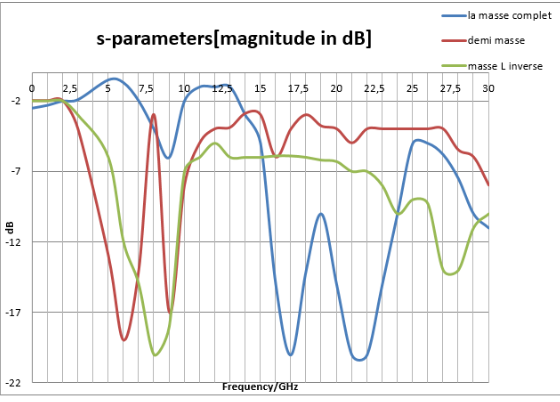 la masse complet
s-parameters[magnitude in dB]
demi masse
masse L inverse
0 2,5 5 7,5 10 12,5 15 17,5 20 22,5 25 27,5 30
-2
-7
-12
dB
-17
-22
Frequency/GHz